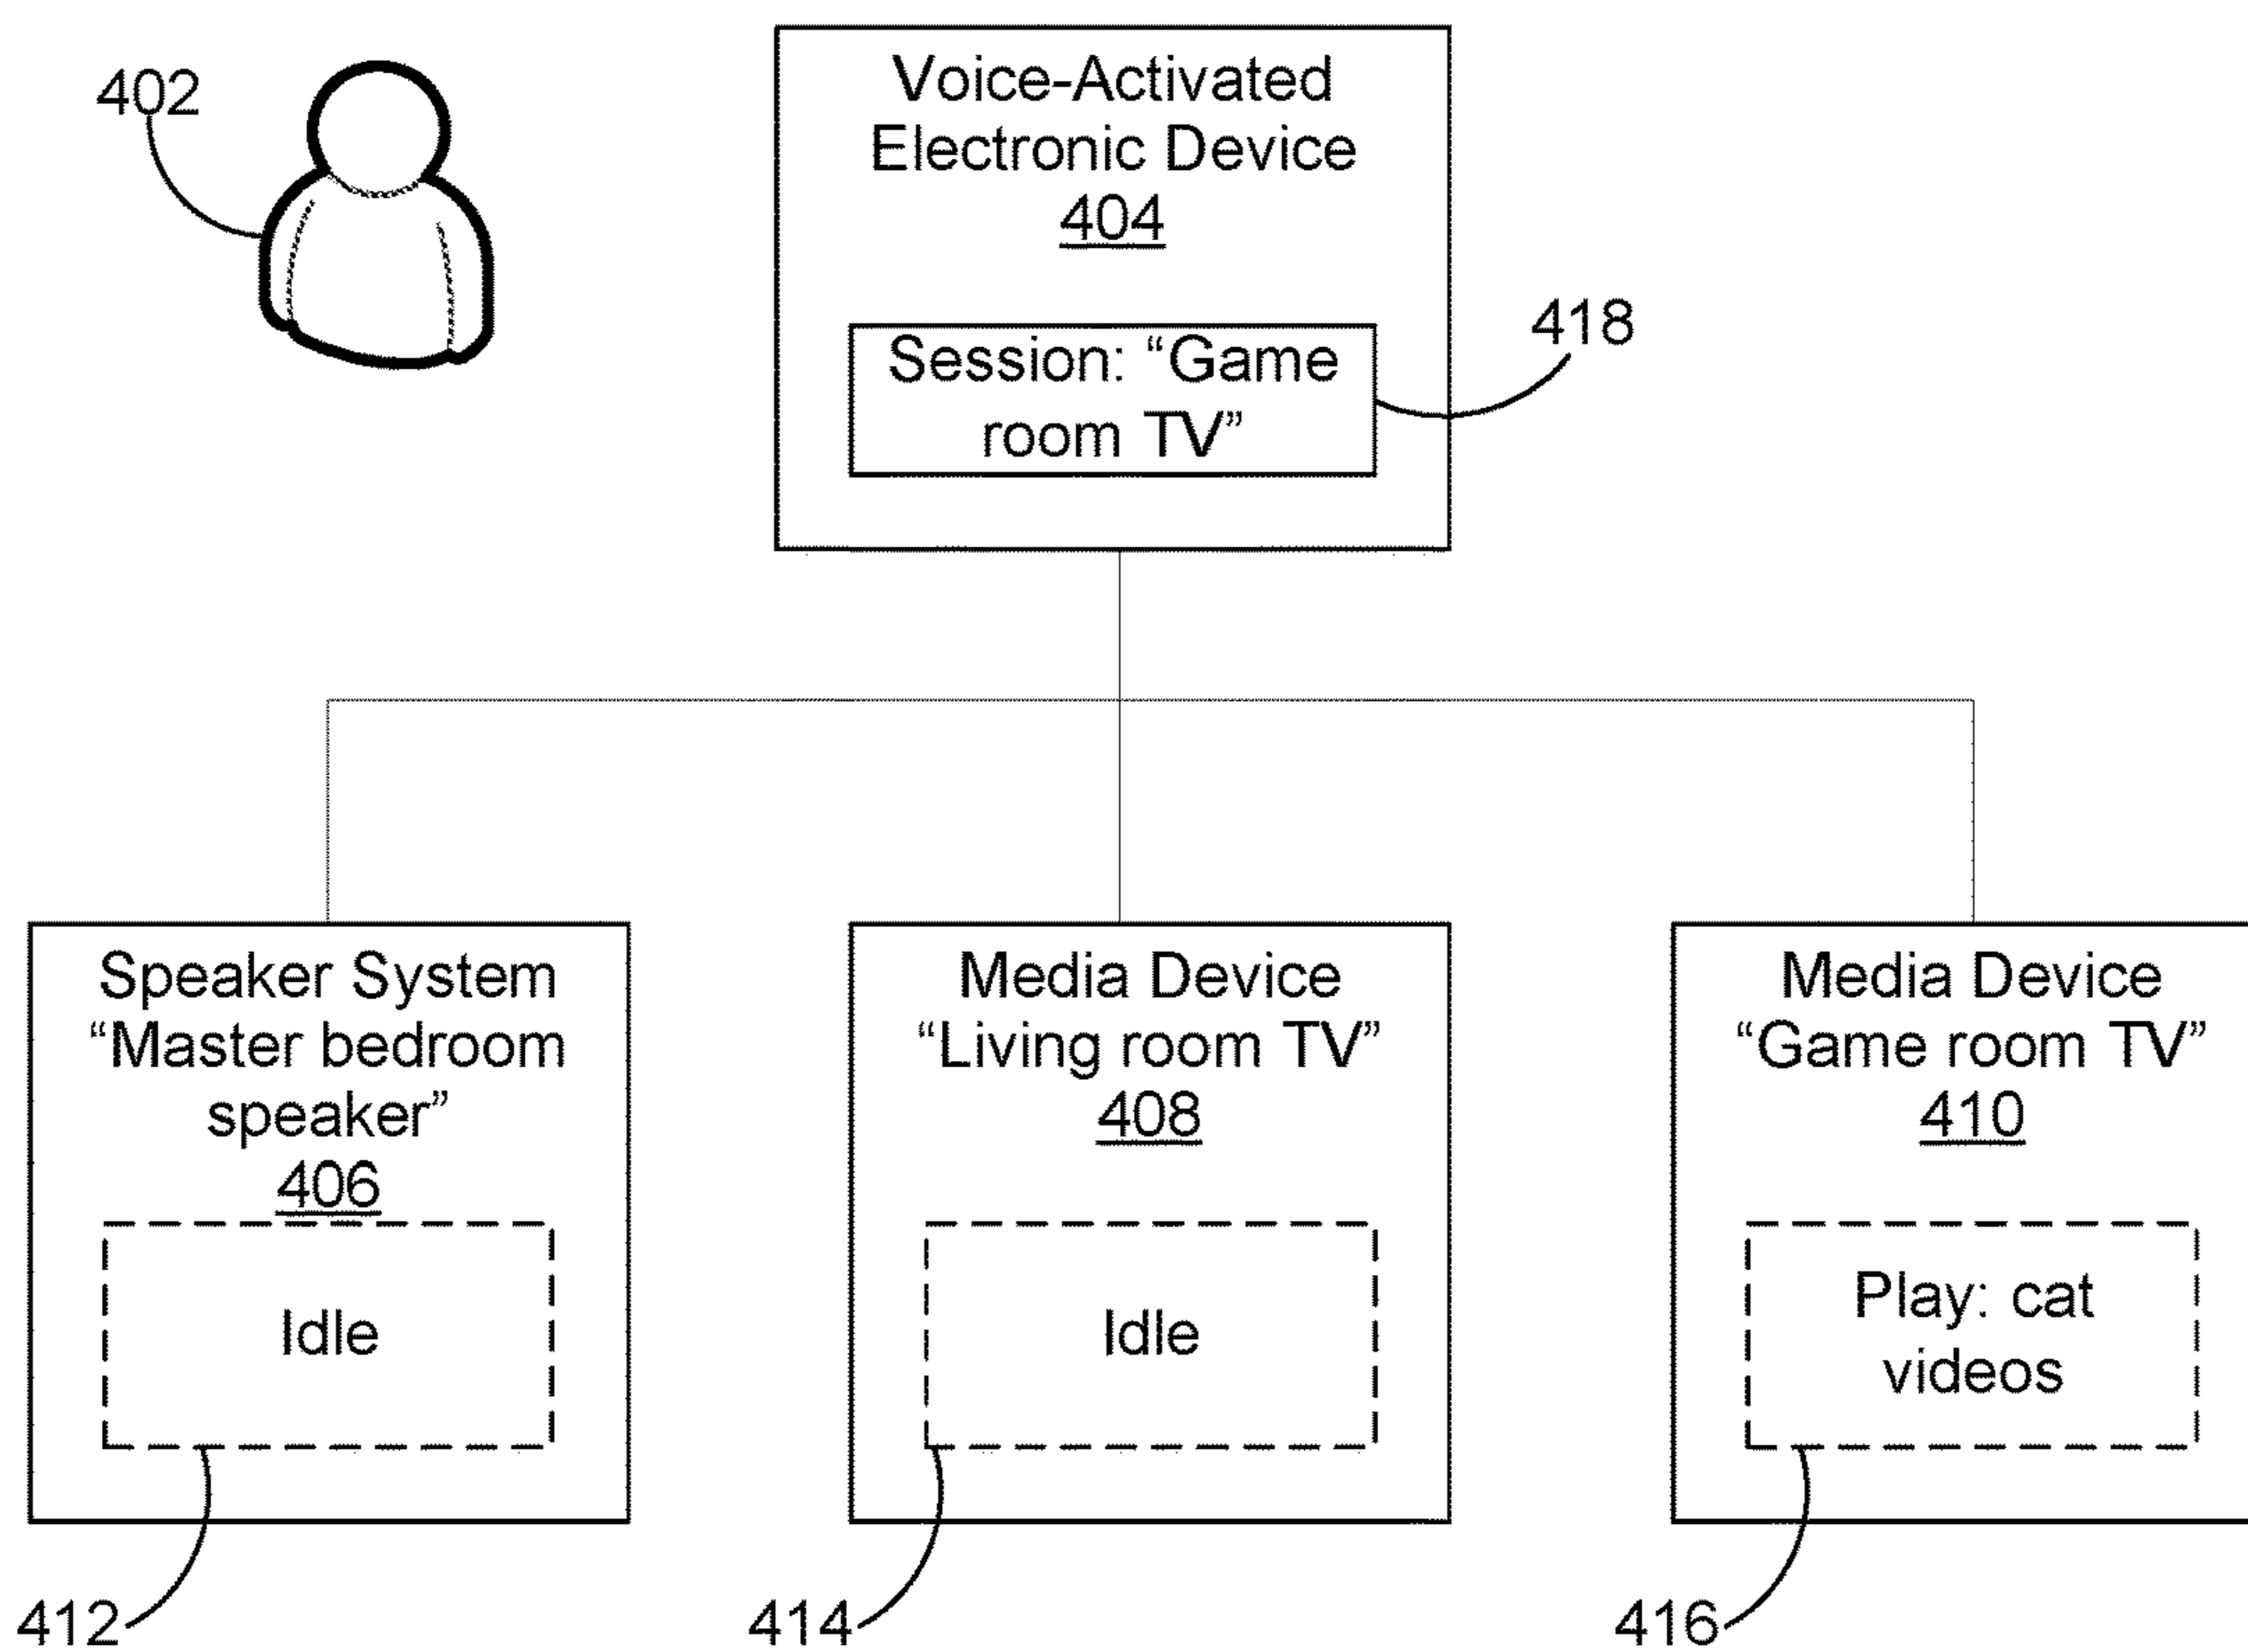 402
Voice-Activated
Electronic Device
404
Session: “Game
room TV”
418
Speaker System
“Master bedroom
speaker”
406
Idle
412
Media Device
“Living room TV”
408
Idle
414
Media Device
“Game room TV”
410
Play: cat
videos
416